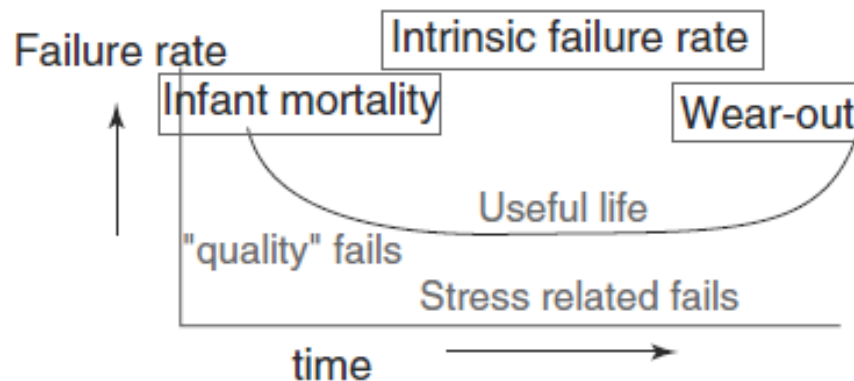 Intrinsic failure rate
Failure rate
Infant mortality
Wear-out
Useful life
"quality" fails
Stress related fails
time